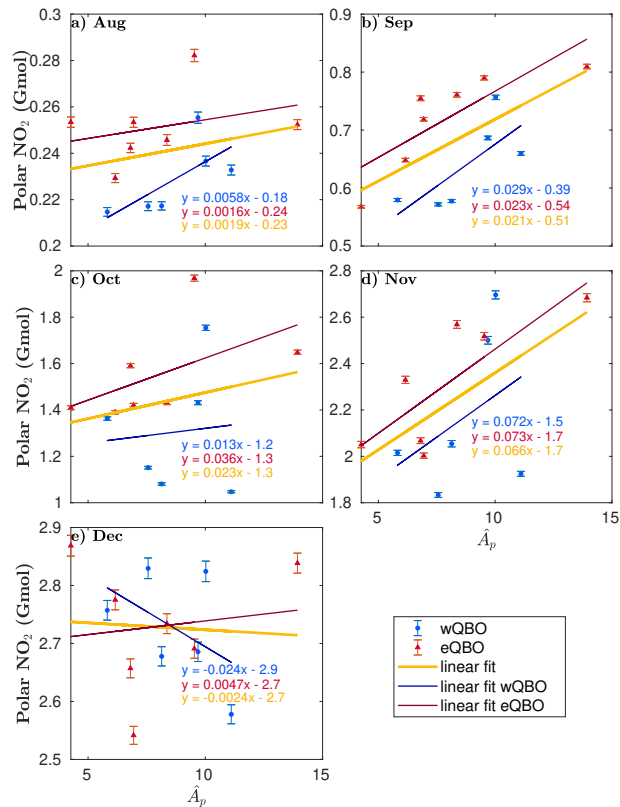 a) Aug
0.3
0.28
0.26
0.24
0.22
0.2
Polar NO2 (Gmol)
y = 0.0058x - 0.18
y = 0.0016x - 0.24
y = 0.0019x - 0.23
b) Sep
0.9
0.8
0.7
0.6
0.5
y = 0.029x - 0.39
y = 0.023x - 0.54
y = 0.021x - 0.51
c) Oct
2
1.8
1.6
1.4
1.2
1
Polar NO2 (Gmol)
y = 0.013x - 1.2
y = 0.036x - 1.3
y = 0.023x - 1.3
d) Nov
2.8
2.6
2.4
2.2
2
1.8
y = 0.072x - 1.5
y = 0.073x - 1.7
y = 0.066x - 1.7
5 10 15
Âp
e) Dec
2.9
2.8
2.7
2.6
2.5
Polar NO2 (Gmol)
y = -0.024x - 2.9
y = 0.0047x - 2.7
y = -0.0024x - 2.7
5 10 15
Âp
wQBO
eQBO
linear fit
linear fit wQBO
linear fit eQBO